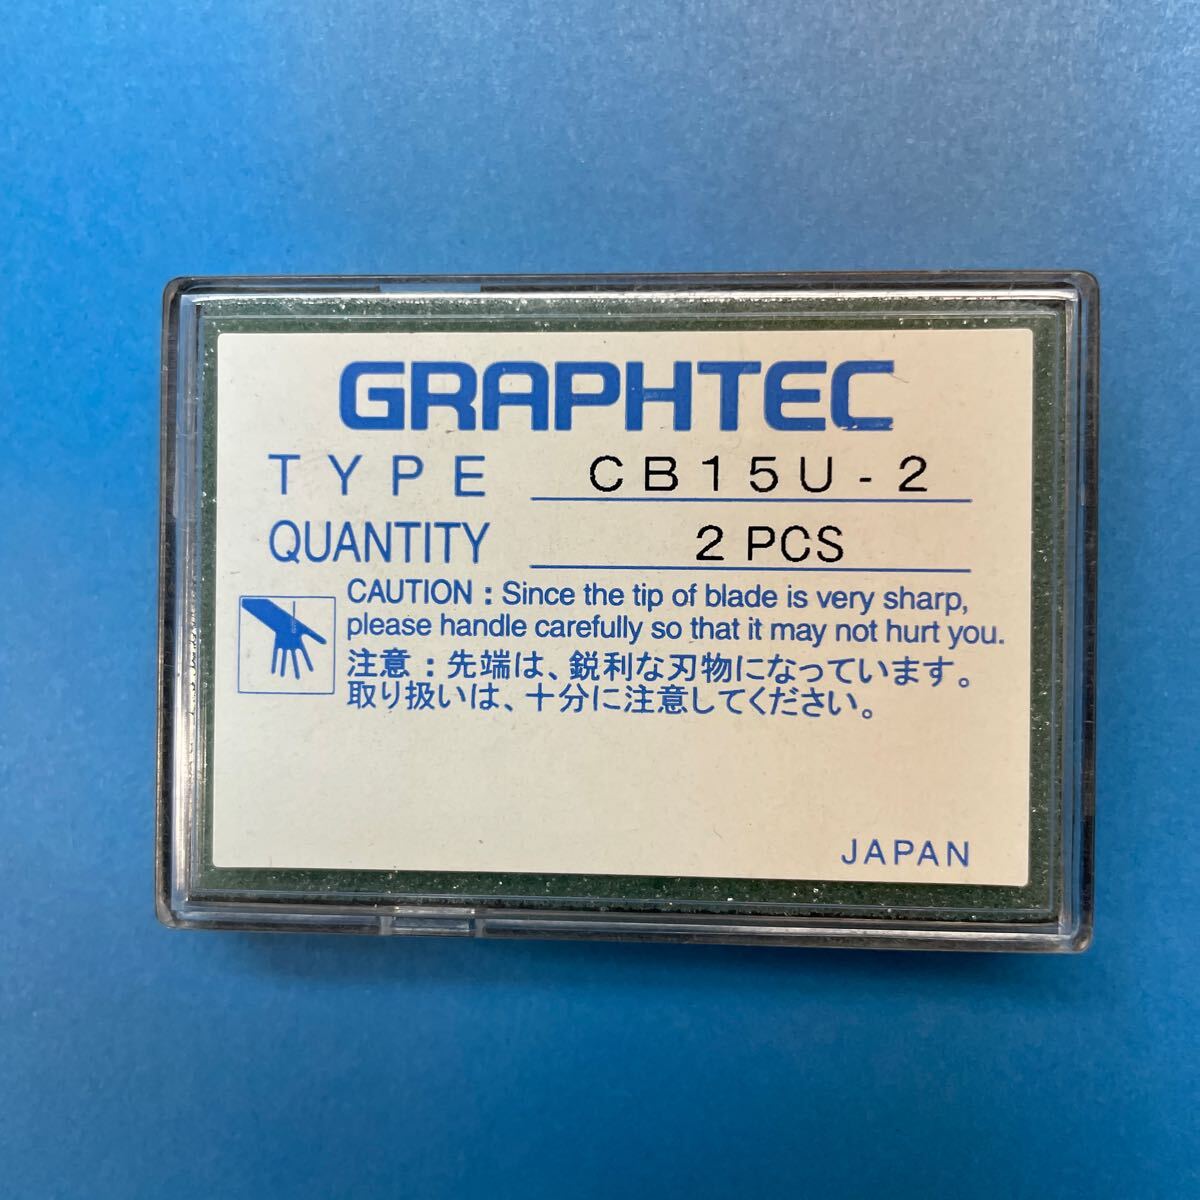 GRAPHTEC
TYPE CB15U-2
QUANTITY 2 PCS
CAUTION : Since the tip of blade is very sharp,
please handle carefully so that it may not hurt you.
注意：先端は、鋭利な刃物になっています。
取り扱いは、十分に注意してください。
JAPAN